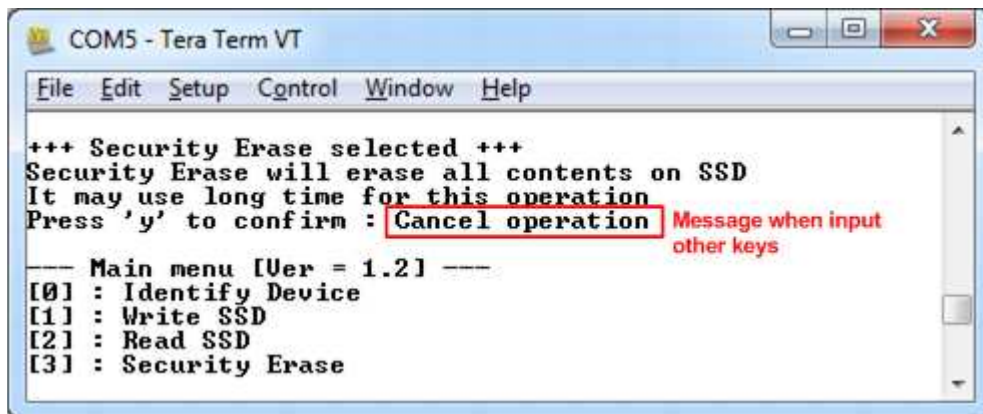 COM5 - Tera Term VT
File Edit Setup Control Window Help
+++ Security Erase selected +++
Security Erase will erase all contents on SSD
It may use long time for this operation
Press 'y' to confirm : Cancel operation
Message when input
other keys
--- Main menu [Ver = 1.2] ---
[0] : Identify Device
[1] : Write SSD
[2] : Read SSD
[3] : Security Erase